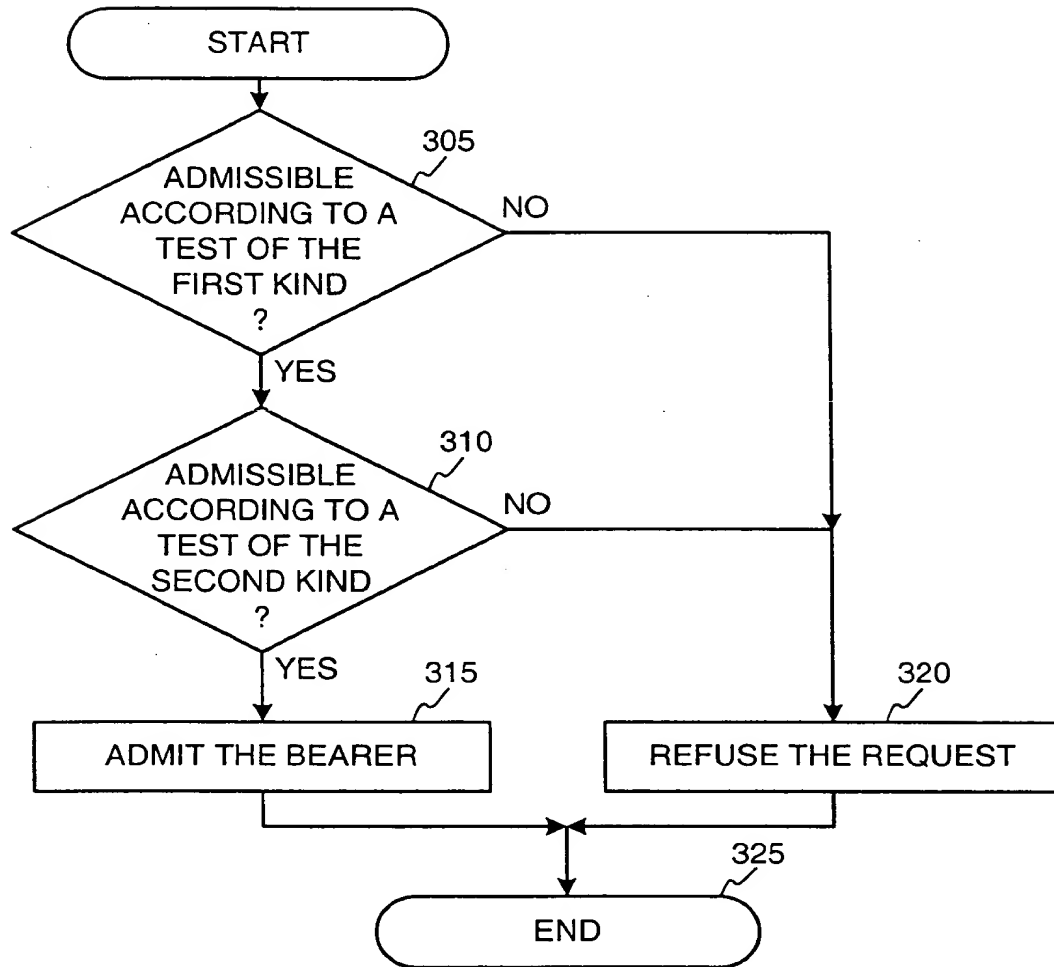 START
305
ADMISSIBLE
ACCORDING TO A
TEST OF THE
FIRST KIND
?
NO
YES
310
ADMISSIBLE
ACCORDING TO A
TEST OF THE
SECOND KIND
?
NO
YES
315
ADMIT THE BEARER
320
REFUSE THE REQUEST
325
END